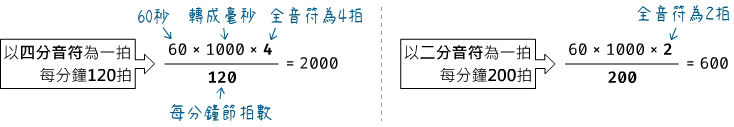 60秒 轉成毫秒 全音符為4拍
以四分音符為一拍
每分鐘120拍
60 × 1000 × 4
120
= 2000
每分鐘節拍數
全音符為2拍
以二分音符為一拍
每分鐘200拍
60 × 1000 × 2
200
= 600